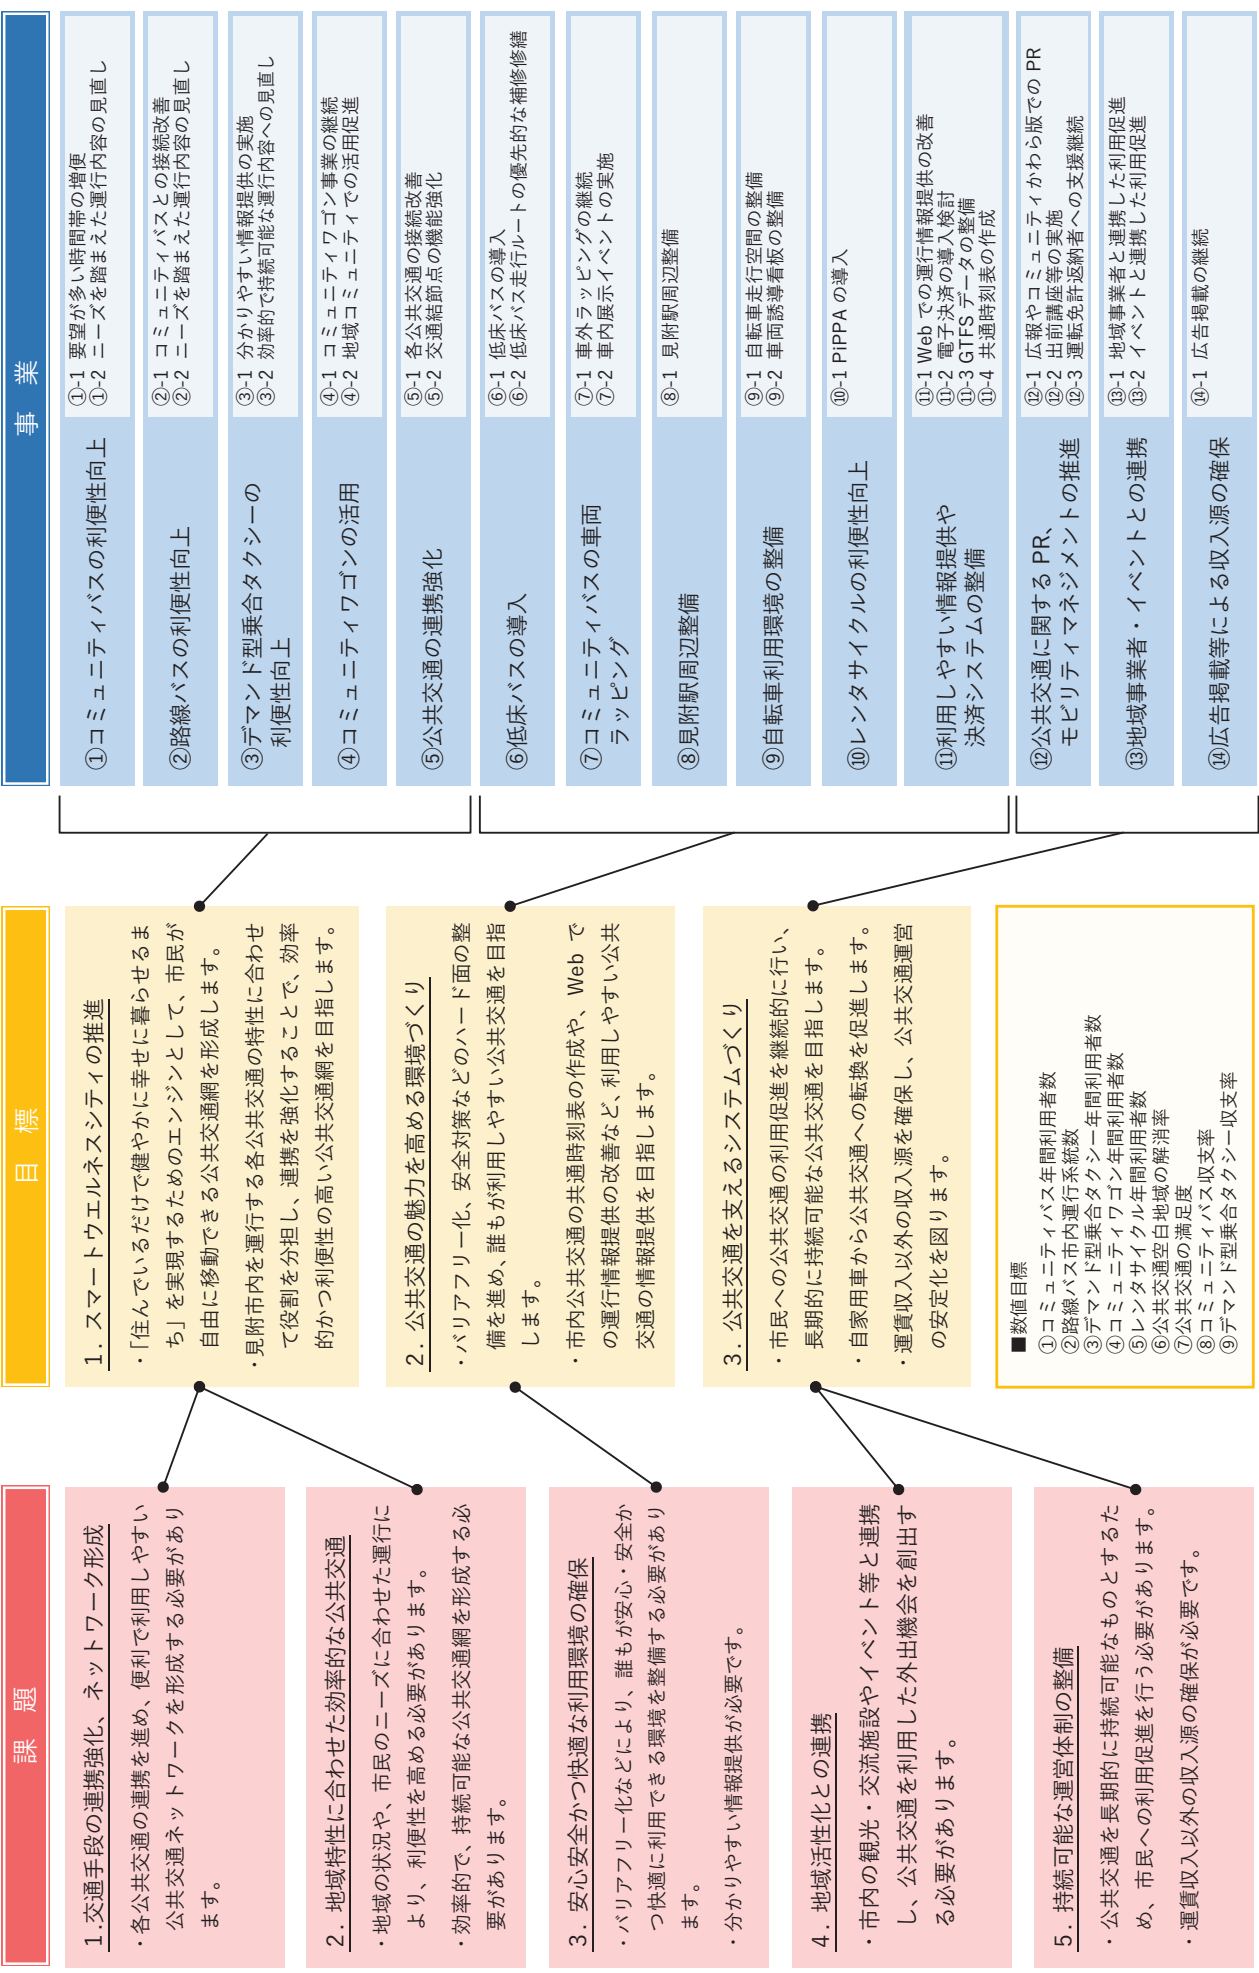 課題
1.交通手段の連携強化、ネットワーク形成
・各公共交通の連携を進め、便利で利用しやすい
公共交通ネットワークを形成する必要があり
ます。
2. 地域特性に合わせた効率的な公共交通
・地域の状況や、市民のニーズに合わせた運行に
より、利便性を高める必要があります。
・効率的で、持続可能な公共交通網を形成する必
要があります。
3. 安心安全かつ快適な利用環境の確保
・バリアフリー化などにより、誰もが安心・安全か
つ快適に利用できる環境を整備する必要があり
ます。
・分かりやすい情報提供が必要です。
4. 地域活性化との連携
・市内の観光・交流施設やイベント等と連携
し、公共交通を利用した外出機会を創出す
る必要があります。
5. 持続可能な運営体制の整備
・公共交通を長期的に持続可能なものとするた
め、市民への利用促進を行う必要があります。
・運賃収入以外の収入源の確保が必要です。
目標
1. スマートウエルネスシティの推進
・「住んでいるだけで健やかに幸せに暮らせるま
ち」を実現するためのエンジンとして、市民が
自由に移動できる公共交通網を形成します。
・見附市内を運行する各公共交通の特性に合わせ
て役割を分担し、連携を強化することで、効率
的かつ利便性の高い公共交通網を目指します。
2. 公共交通の魅力を高める環境づくり
・バリアフリー化、安全対策などのハード面の整
備を進め、誰もが利用しやすい公共交通を目指
します。
・市内公共交通の共通時刻表の作成や、Web で
の運行情報提供の改善など、利用しやすい公共
交通の情報提供を目指します。
3. 公共交通を支えるシステムづくり
・市民への公共交通の利用促進を継続的に行い、
長期的に持続可能な公共交通を目指します。
・自家用車から公共交通への転換を促進します。
・運賃収入以外の収入源を確保し、公共交通運営
の安定化を図ります。
■数値目標
①コミュニティバス年間利用者数
②路線バス市内運行系統数
③デマンド型乗合タクシー年間利用者数
④コミュニティワゴン年間利用者数
⑤レンタサイクル年間利用者数
⑥公共交通空白地域の解消率
⑦公共交通の満足度
⑧コミュニティバス収支率
⑨デマンド型乗合タクシー収支率
事業
①コミュニティバスの利便性向上
①-1 要望が多い時間帯の増便
①-2 ニーズを踏まえた運行内容の見直し
②路線バスの利便性向上
②-1 コミュニティバスとの接続改善
②-2 ニーズを踏まえた運行内容の見直し
③デマンド型乗合タクシーの
利便性向上
③-1 分かりやすい情報提供の実施
③-2 効率的で持続可能な運行内容への見直し
④コミュニティワゴンの活用
④-1 コミュニティワゴン事業の継続
④-2 地域コミュニティでの活用促進
⑤公共交通の連携強化
⑤-1 各公共交通の接続改善
⑤-2 交通結節点の機能強化
⑥低床バスの導入
⑥-1 低床バスの導入
⑥-2 低床バス走行ルートの優先的な補修修繕
⑦コミュニティバスの車両
ラッピング
⑦-1 車外ラッピングの継続
⑦-2 車内展示イベントの実施
⑧見附駅周辺整備
⑧-1 見附駅周辺整備
⑨自転車利用環境の整備
⑨-1 自転車走行空間の整備
⑨-2 車両誘導看板の整備
⑩レンタサイクルの利便性向上
⑩-1 PiPPA の導入
⑪利用しやすい情報提供や
決済システムの整備
⑪-1 Web での運行情報提供の改善
⑪-2 電子決済の導入検討
⑪-3 GTFS データの整備
⑪-4 共通時刻表の作成
⑫公共交通に関する PR、
モビリティマネジメントの推進
⑫-1 広報やコミュニティかわら版での PR
⑫-2 出前講座等の実施
⑫-3 運転免許返納者への支援継続
⑬地域事業者・イベントとの連携
⑬-1 地域事業者と連携した利用促進
⑬-2 イベントと連携した利用促進
⑭広告掲載等による収入源の確保
⑭-1 広告掲載の継続